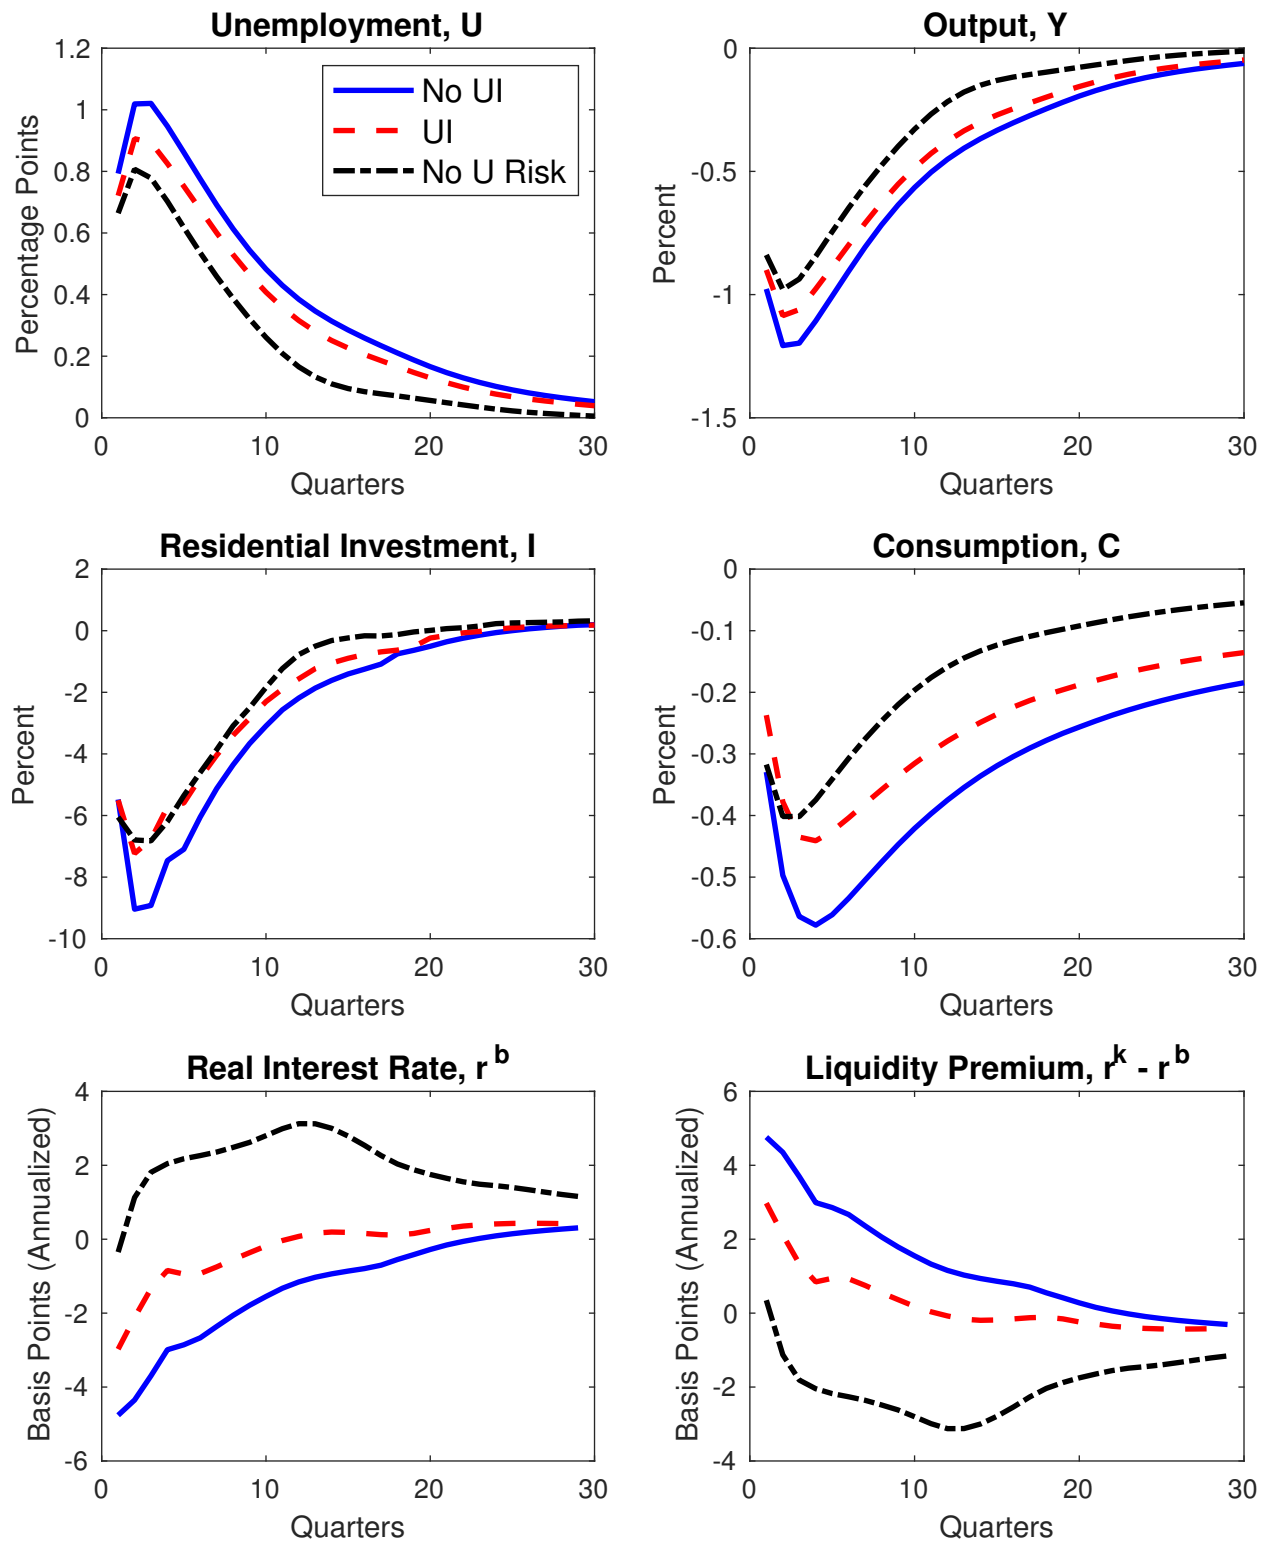 Unemployment, U
1.2
1
0.8
0.6
0.4
0.2
0
Percentage Points
No UI
UI
No U Risk
0 10 20 30
Quarters
Output, Y
0
-0.5
-1
-1.5
Percent
0 10 20 30
Quarters
Residential Investment, I
2
0
-2
-4
-6
-8
-10
Percent
0 10 20 30
Quarters
Consumption, C
0
-0.1
-0.2
-0.3
-0.4
-0.5
-0.6
Percent
0 10 20 30
Quarters
Real Interest Rate, r^b
4
2
0
-2
-4
-6
Basis Points (Annualized)
0 10 20 30
Quarters
Liquidity Premium, r^k - r^b
6
4
2
0
-2
-4
Basis Points (Annualized)
0 10 20 30
Quarters